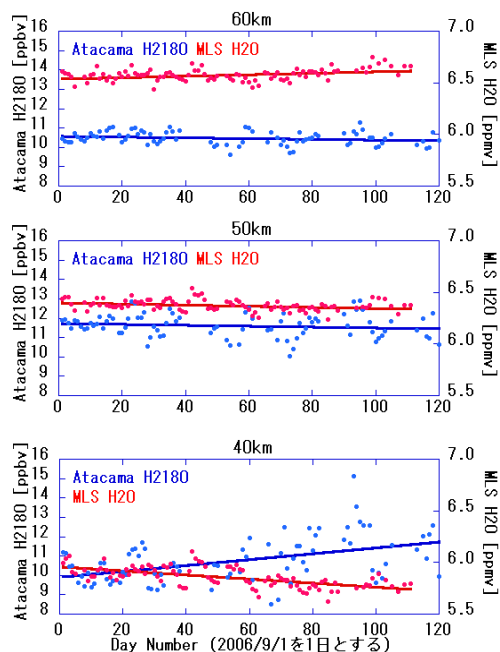 60km
Atacama H2180 MLS H2O
Atacama H2180 [ppbv]
16
15
14
13
12
11
10
9
8
7.0
6.5
6.0
5.5
MLS H2O [ppmv]
0 20 40 60 80 100 120
50km
Atacama H2180 MLS H2O
Atacama H2180 [ppbv]
16
15
14
13
12
11
10
9
8
7.0
6.5
6.0
5.5
MLS H2O [ppmv]
0 20 40 60 80 100 120
40km
Atacama H2180
MLS H2O
Atacama H2180 [ppbv]
16
15
14
13
12
11
10
9
8
7.0
6.5
6.0
5.5
MLS H2O [ppmv]
0 20 40 60 80 100 120
Day Number (2006/9/1を1日とする)